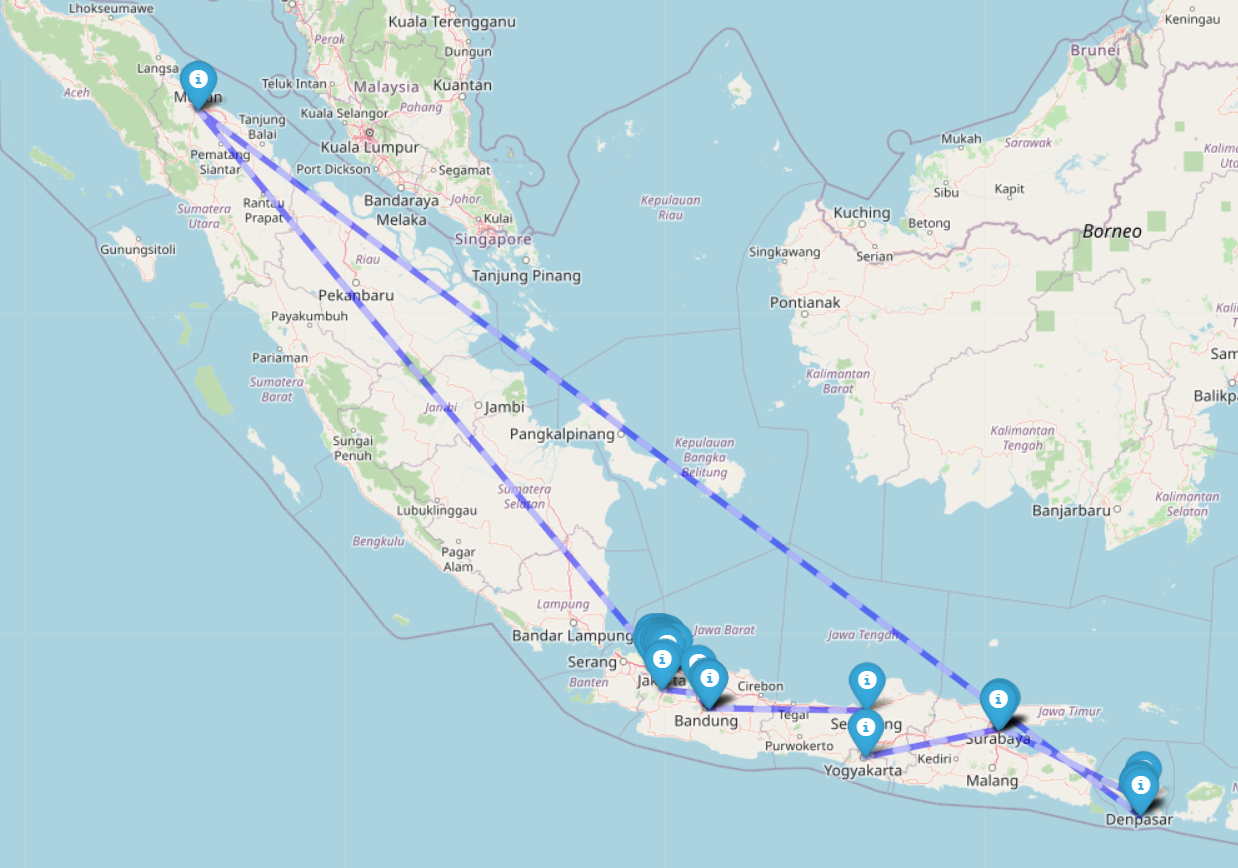 Lhokseumawe
Kuala Terengganu
Keningau
Perak
Dungun
Brunei
Langsa
Teluk Intan
Malaysia
Kuantan
Aceh
Pahang
Kuala Selangor
Tanjung
Balai
Mukah
Sarawak
Kuala Lumpur
Pematang
Siantar
Port Dickson
Segamat
Sibu
Kapit
Rantau
Prapat
Bandaraya
Melaka
Johor
Kepulauan
Riau
Sumatera
Utara
Kulai
Kuching
Betong
Borneo
Singapore
Gunungsitoli
Singkawang
Serian
Riau
Tanjung Pinang
Pekanbaru
Pontianak
Payakumbuh
Pariaman
Sumatera
Barat
Kalimantan
Barat
Jambi
Jambi
Pangkalpinang
Kepulauan
Bangka
Belitung
Kalimantan
Tengah
Sungai
Penuh
Sumatera
Selatan
Lubuklinggau
Banjarbaru
Kalimantan
Selatan
Bengkulu
Pagar
Alam
Lampung
Bandar Lampung
Jawa Barat
Jawa Tengah
Serang
Banten
Cirebon
Tegal
Jawa Timur
Bandung
Surabaya
Purwokerto
Yogyakarta
Kediri
Malang
Denpasar